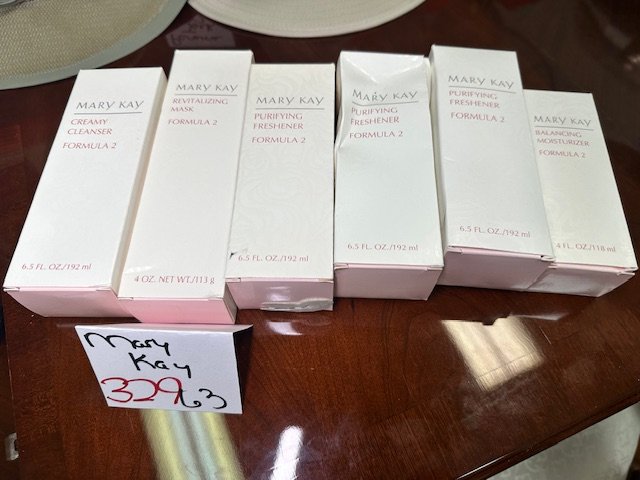 MARY KAY
CREAMY
CLEANSER
FORMULA 2
6.5 FL. OZ./192 ml
MARY KAY
REVITALIZING
MASK
FORMULA 2
4 OZ. NET WT./113 g
MARY KAY
PURIFYING
FRESHENER
FORMULA 2
6.5 FL. OZ./192 ml
MARY KAY
PURIFYING
FRESHENER
FORMULA 2
6.5 FL. OZ./192 ml
MARY KAY
PURIFYING
FRESHENER
FORMULA 2
6.5 FL. OZ./192 ml
MARY KAY
BALANCING
MOISTURIZER
FORMULA 2
4 FL. OZ./118 ml
Mary
Kay
329